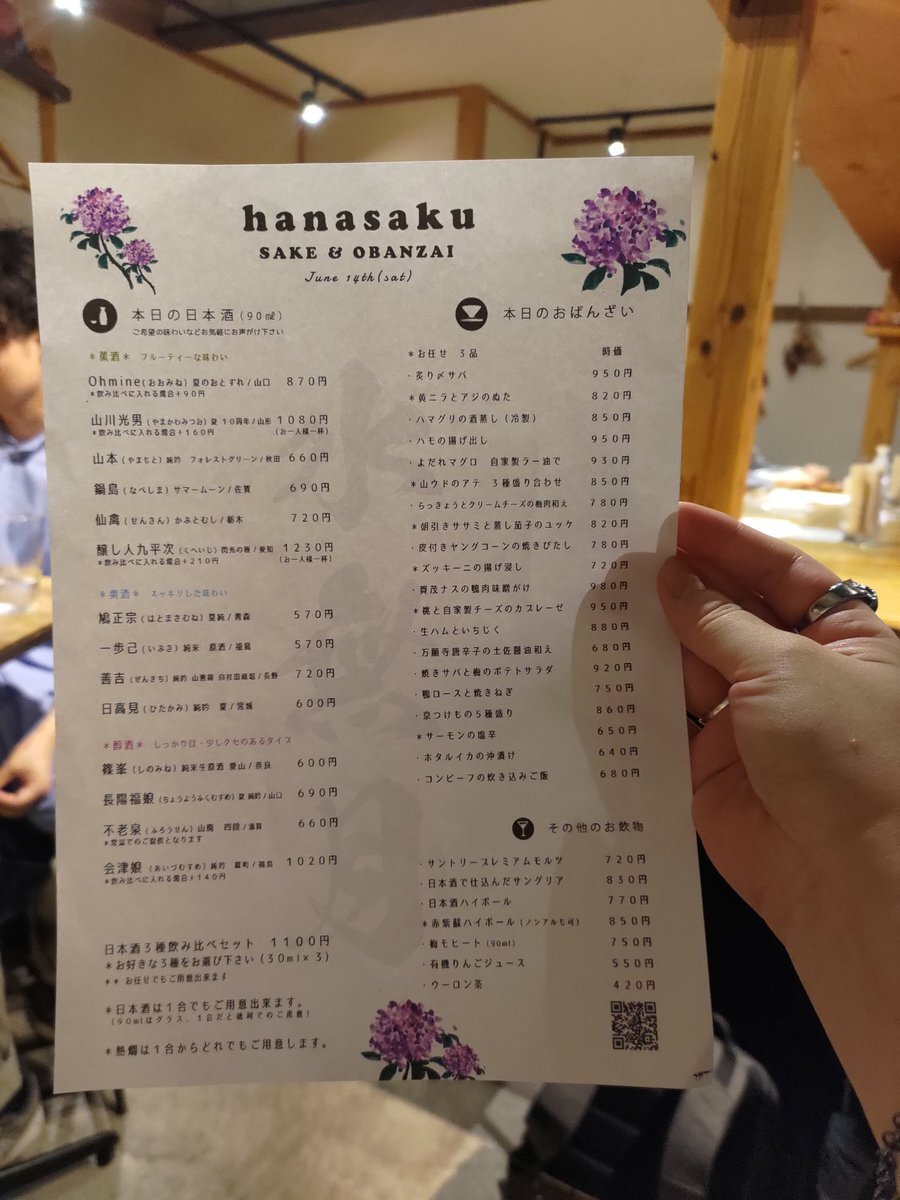 hanasaku
SAKE & OBANZAI
June 14th(sat)
本日の日本酒(90㎖)
ご希望の味わいなどお気軽にお声がけ下さい
＊薫酒＊ フルーティーな味わい
Ohmine(おおみね) 夏のおとずれ/山口 870円
＊飲み比べに入れる場合+90円
山川光男(やまかわみつお) 夏 10周年/山形 1080円
＊飲み比べに入れる場合+160円 (お一人様一杯)
山本(やまもと) 純吟 フォレストグリーン/秋田 660円
鍋島(なべしま) サマームーン/佐賀 690円
仙禽(せんきん) かぶとむし/栃木 720円
醸し人九平次(くへいじ) 閃光の種/愛知 1230円
＊飲み比べに入れる場合+210円 (お一人様一杯)
＊爽酒＊ スッキリした味わい
鳩正宗(はとまさむね) 夏純/青森 570円
一歩己(いぶき) 純米 原酒/福島 570円
善吉(ぜんきち) 純吟 山恵錦 自社田栽培/長野 720円
日高見(ひたかみ) 純吟 夏/宮城 600円
＊醇酒＊ しっかり目・少しクセのあるタイプ
篠峯(しのみね) 純米生原酒 愛山/奈良 600円
長陽福娘(ちょうようふくむすめ) 夏 純吟/山口 690円
不老泉(ふろうせん) 山廃 四段/滋賀 660円
＊常温でのご提供となります
会津娘(あいづむすめ) 純吟 雄町/福島 1020円
＊飲み比べに入れる場合+140円
日本酒3種飲み比べセット 1100円
＊お好きな3種をお選び下さい(30ml×3)
＊＊ お任せでもご用意出来ます
＊日本酒は1合でもご用意出来ます。
(90mlはグラス、1合だと徳利でのご用意)
＊熱燗は1合からどれでもご用意します。
本日のおばんざい
＊お任せ 3品 時価
・炙り〆サバ 950円
＊黄ニラとアジのぬた 820円
・ハマグリの酒蒸し(冷製) 850円
・ハモの揚げ出し 950円
・よだれマグロ 自家製ラー油で 930円
＊山ウドのアテ 3種盛り合わせ 850円
・らっきょうとクリームチーズの梅肉和え 780円
＊朝引きササミと蒸し茄子のユッケ 820円
・皮付きヤングコーンの焼きびたし 780円
＊ズッキーニの揚げ浸し 720円
・賀茂ナスの鴨肉味噌がけ 980円
＊桃と自家製チーズのカプレーゼ 950円
・生ハムといちじく 880円
・万願寺唐辛子の土佐醤油和え 680円
・焼きサバと梅のポテトサラダ 920円
・鴨ロースと焼きねぎ 750円
・京つけもの5種盛り 860円
＊サーモンの塩辛 650円
・ホタルイカの沖漬け 640円
・コンビーフの炊き込みご飯 680円
その他のお飲物
・サントリープレミアムモルツ 720円
・日本酒で仕込んだサングリア 830円
・日本酒ハイボール 770円
＊赤紫蘇ハイボール(ノンアルも可) 850円
・梅モヒート(90ml) 750円
・有機りんごジュース 550円
・ウーロン茶 420円